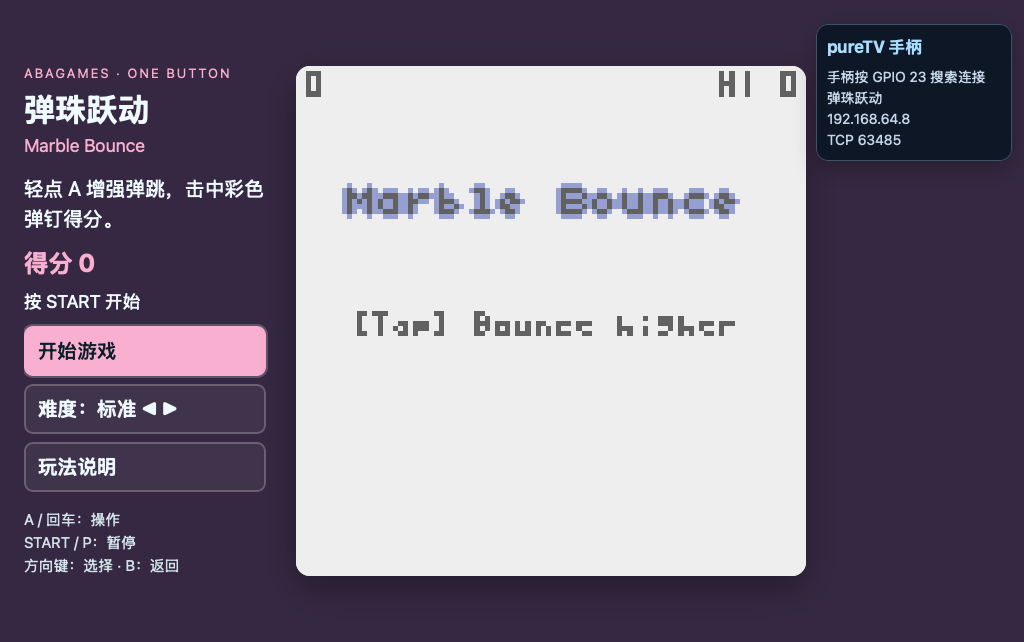 ABAGAMES · ONE BUTTON
弹珠跃动
Marble Bounce
轻点 A 增强弹跳，击中彩色
弹钉得分。
得分 0
按 START 开始
开始游戏
难度：标准 ◀ ▶
玩法说明
A / 回车：操作
START / P：暂停
方向键：选择 · B：返回
0 HI 0
Marble Bounce
[Tap] Bounce higher
pureTV 手柄
手柄按 GPIO 23 搜索连接
弹珠跃动
192.168.64.8
TCP 63485